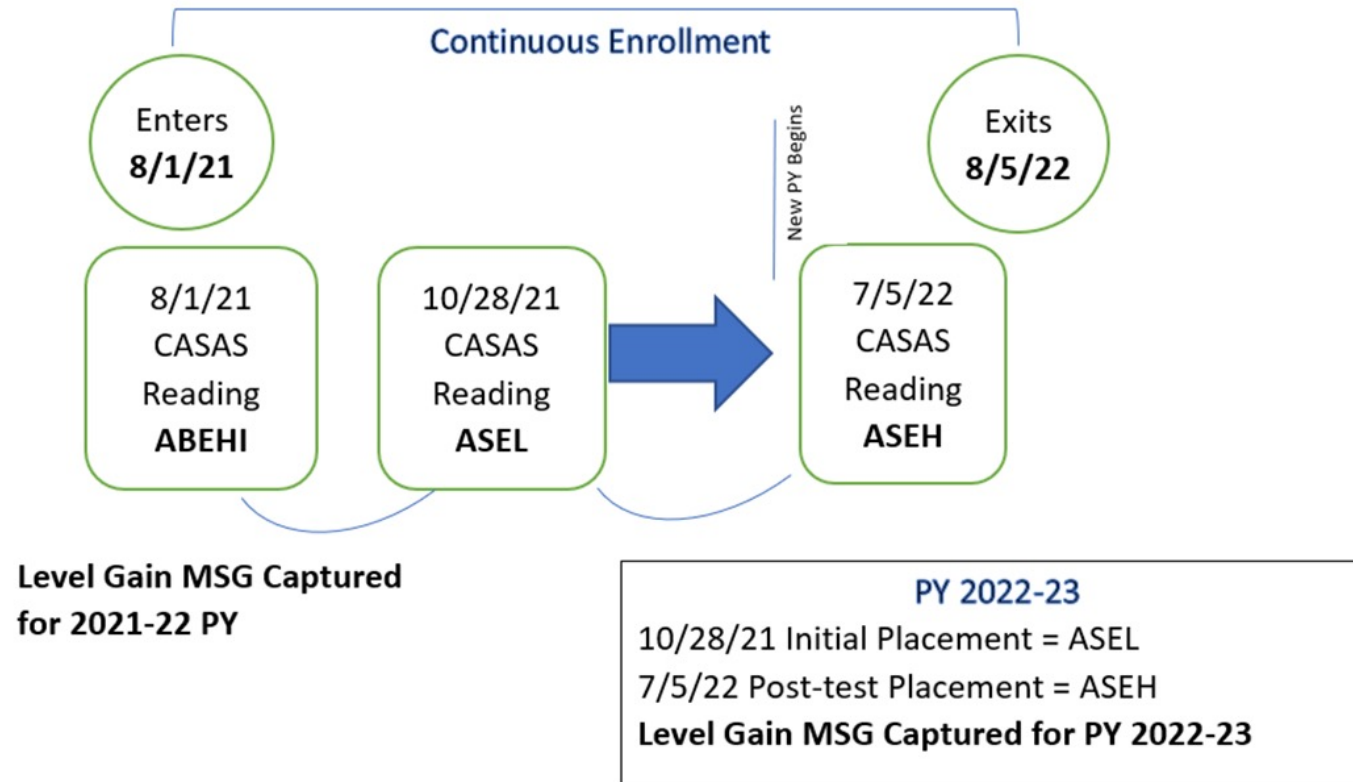 Continuous Enrollment
Enters
8/1/21
New PY Begins
Exits
8/5/22
8/1/21
CASAS
Reading
ABEHI
10/28/21
CASAS
Reading
ASEL
7/5/22
CASAS
Reading
ASEH
Level Gain MSG Captured
for 2021-22 PY
PY 2022-23
10/28/21 Initial Placement = ASEL
7/5/22 Post-test Placement = ASEH
Level Gain MSG Captured for PY 2022-23